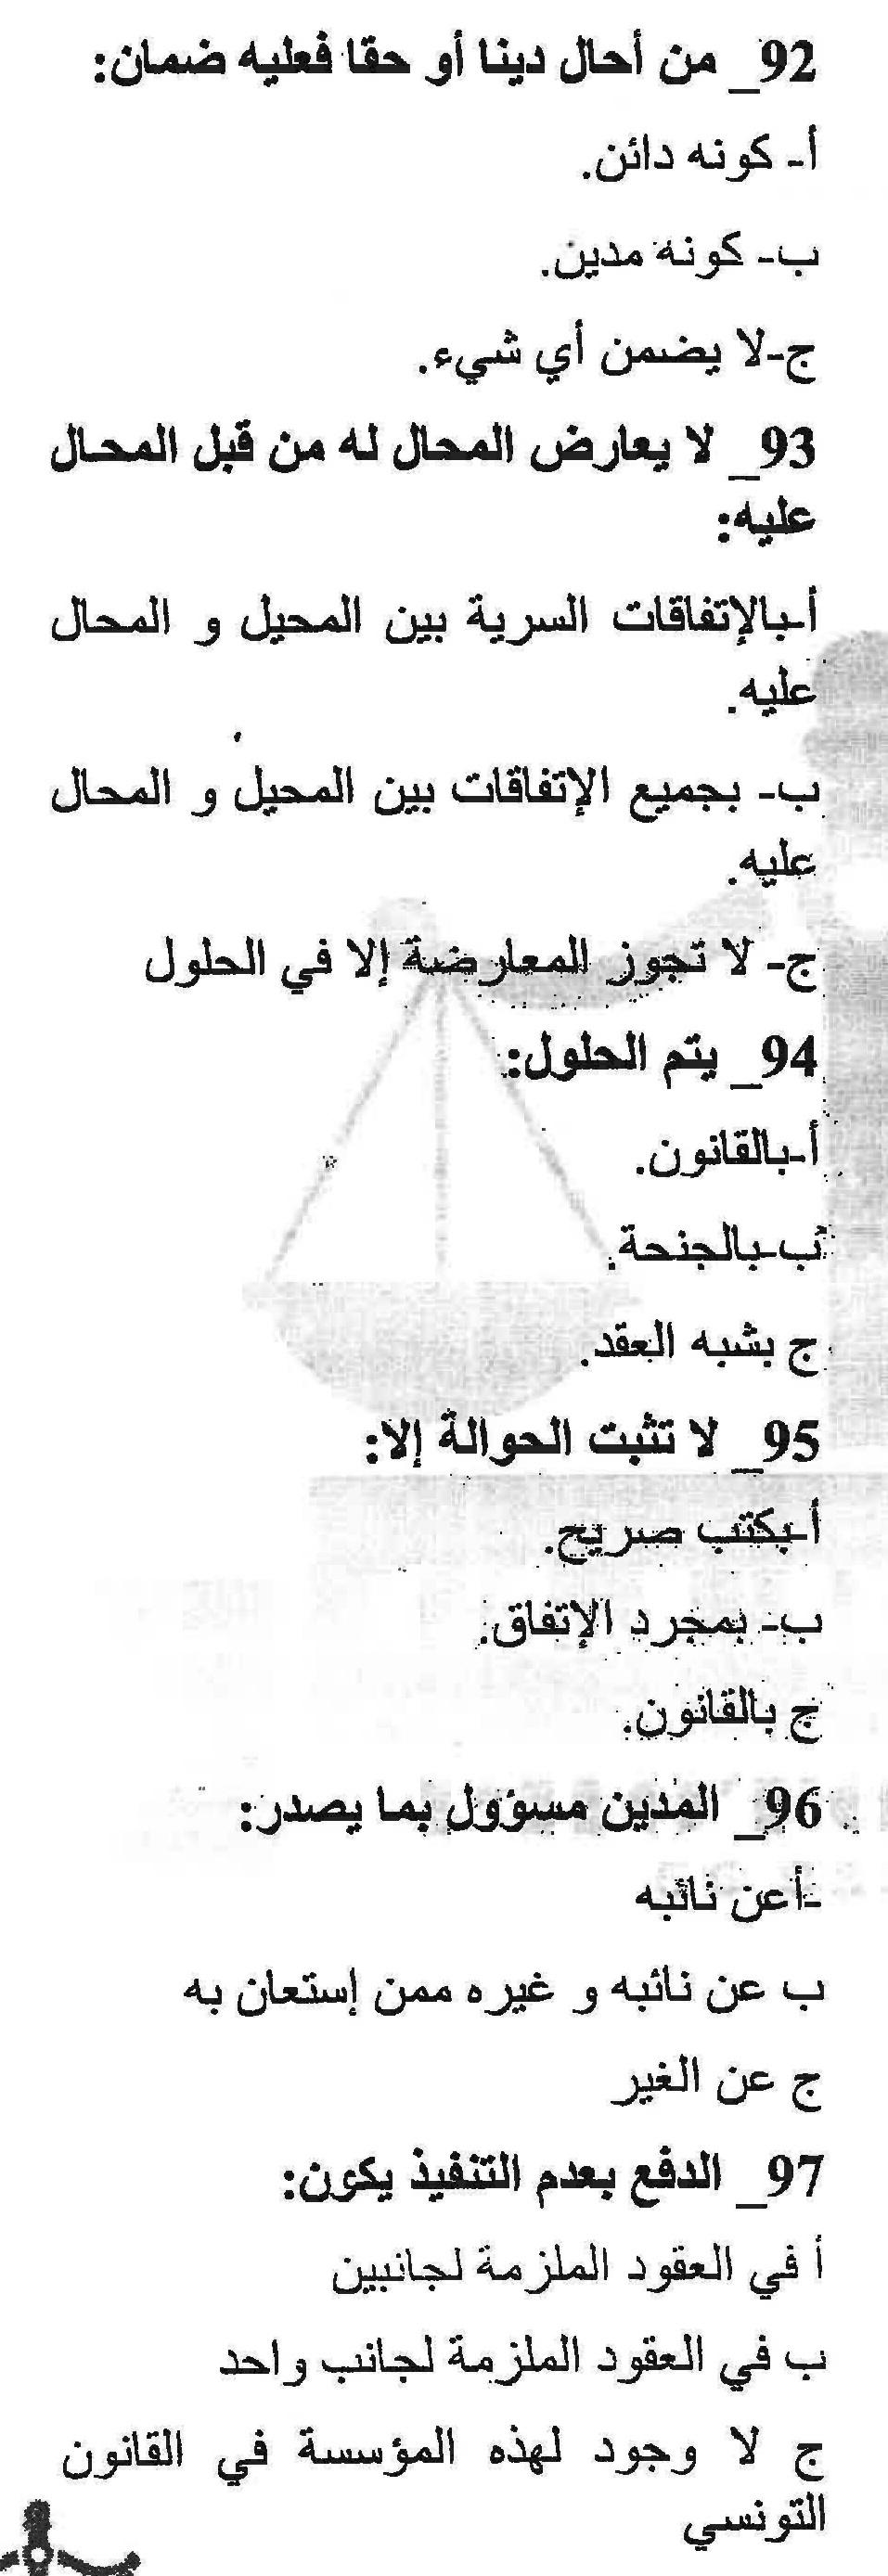 92_ من أحال دينا أو حقا فعليه ضمان:
أ- كونه دائن.
ب- كونه مدين.
ج-لا يضمن أي شيء.
93_ لا يعارض المحال له من قبل المحال
عليه:
أ-بالإتفاقات السرية بين المحيل و المحال
عليه.
ب- بجميع الإتفاقات بين المحيل و المحال
عليه.
ج- لا تجوز المعارضة إلا في الحلول
94_ يتم الحلول:
أ-بالقانون.
ب-بالجنحة.
ج بشبه العقد.
95_ لا تثبت الحوالة إلا:
أ-بكتب صريح.
ب- بمجرد الإتفاق.
ج بالقانون.
96_ المدين مسؤول بما يصدر:
-أعن نائبه
ب عن نائبه و غيره ممن إستعان به
ج عن الغير
97_ الدفع بعدم التنفيذ يكون:
أ في العقود الملزمة لجانبين
ب في العقود الملزمة لجانب واحد
ج لا وجود لهذه المؤسسة في القانون
التونسي